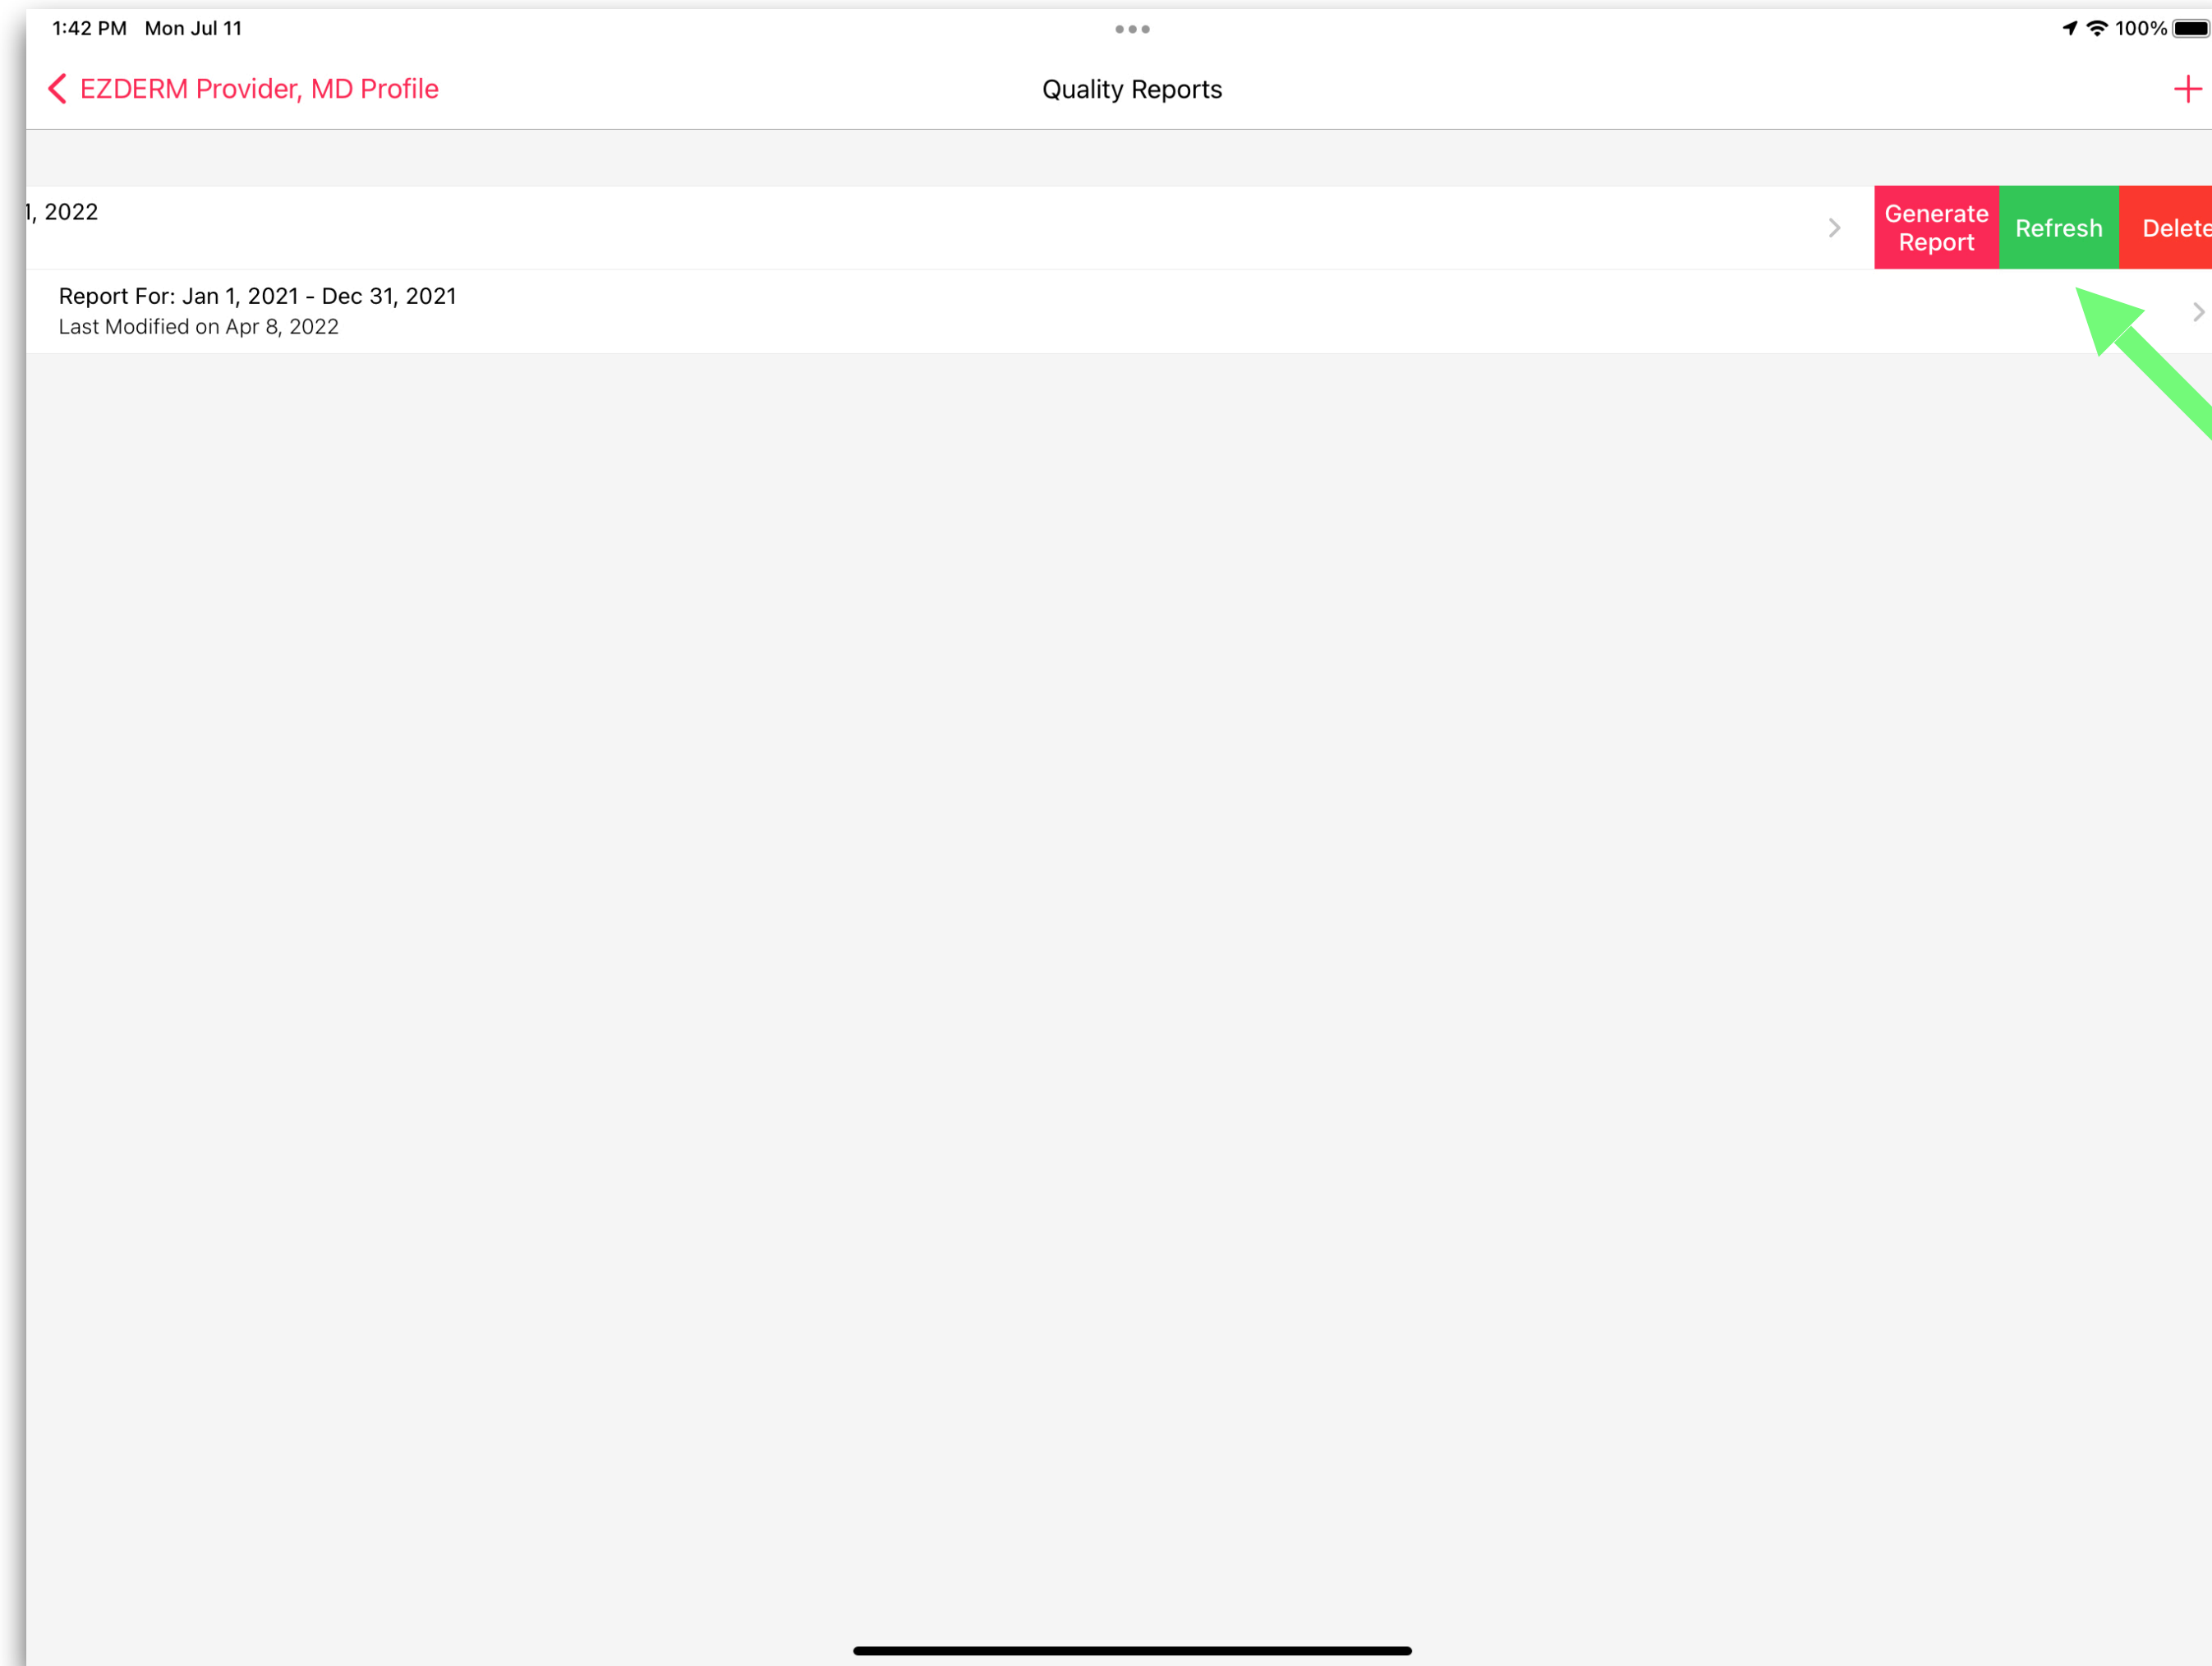 1:42 PM Mon Jul 11
100%
EZDERM Provider, MD Profile
Quality Reports
1, 2022
Generate
Report
Refresh
Delete
Report For: Jan 1, 2021 - Dec 31, 2021
Last Modified on Apr 8, 2022